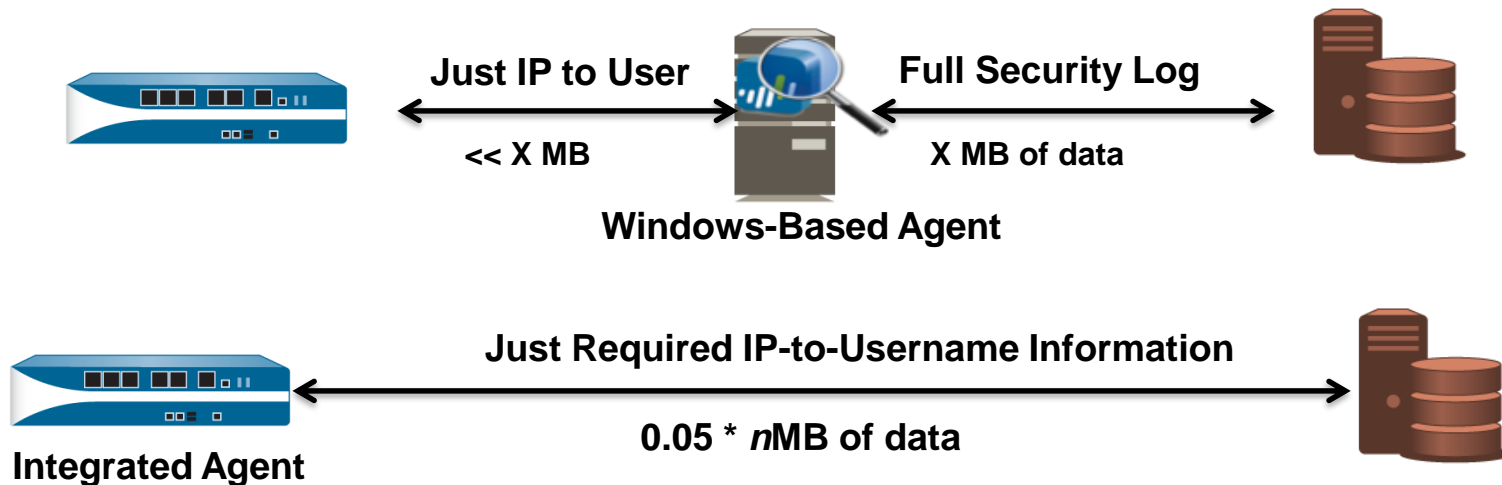 Just IP to User
Full Security Log
<< X MB
X MB of data
Windows-Based Agent
Just Required IP-to-Username Information
0.05 * nMB of data
Integrated Agent